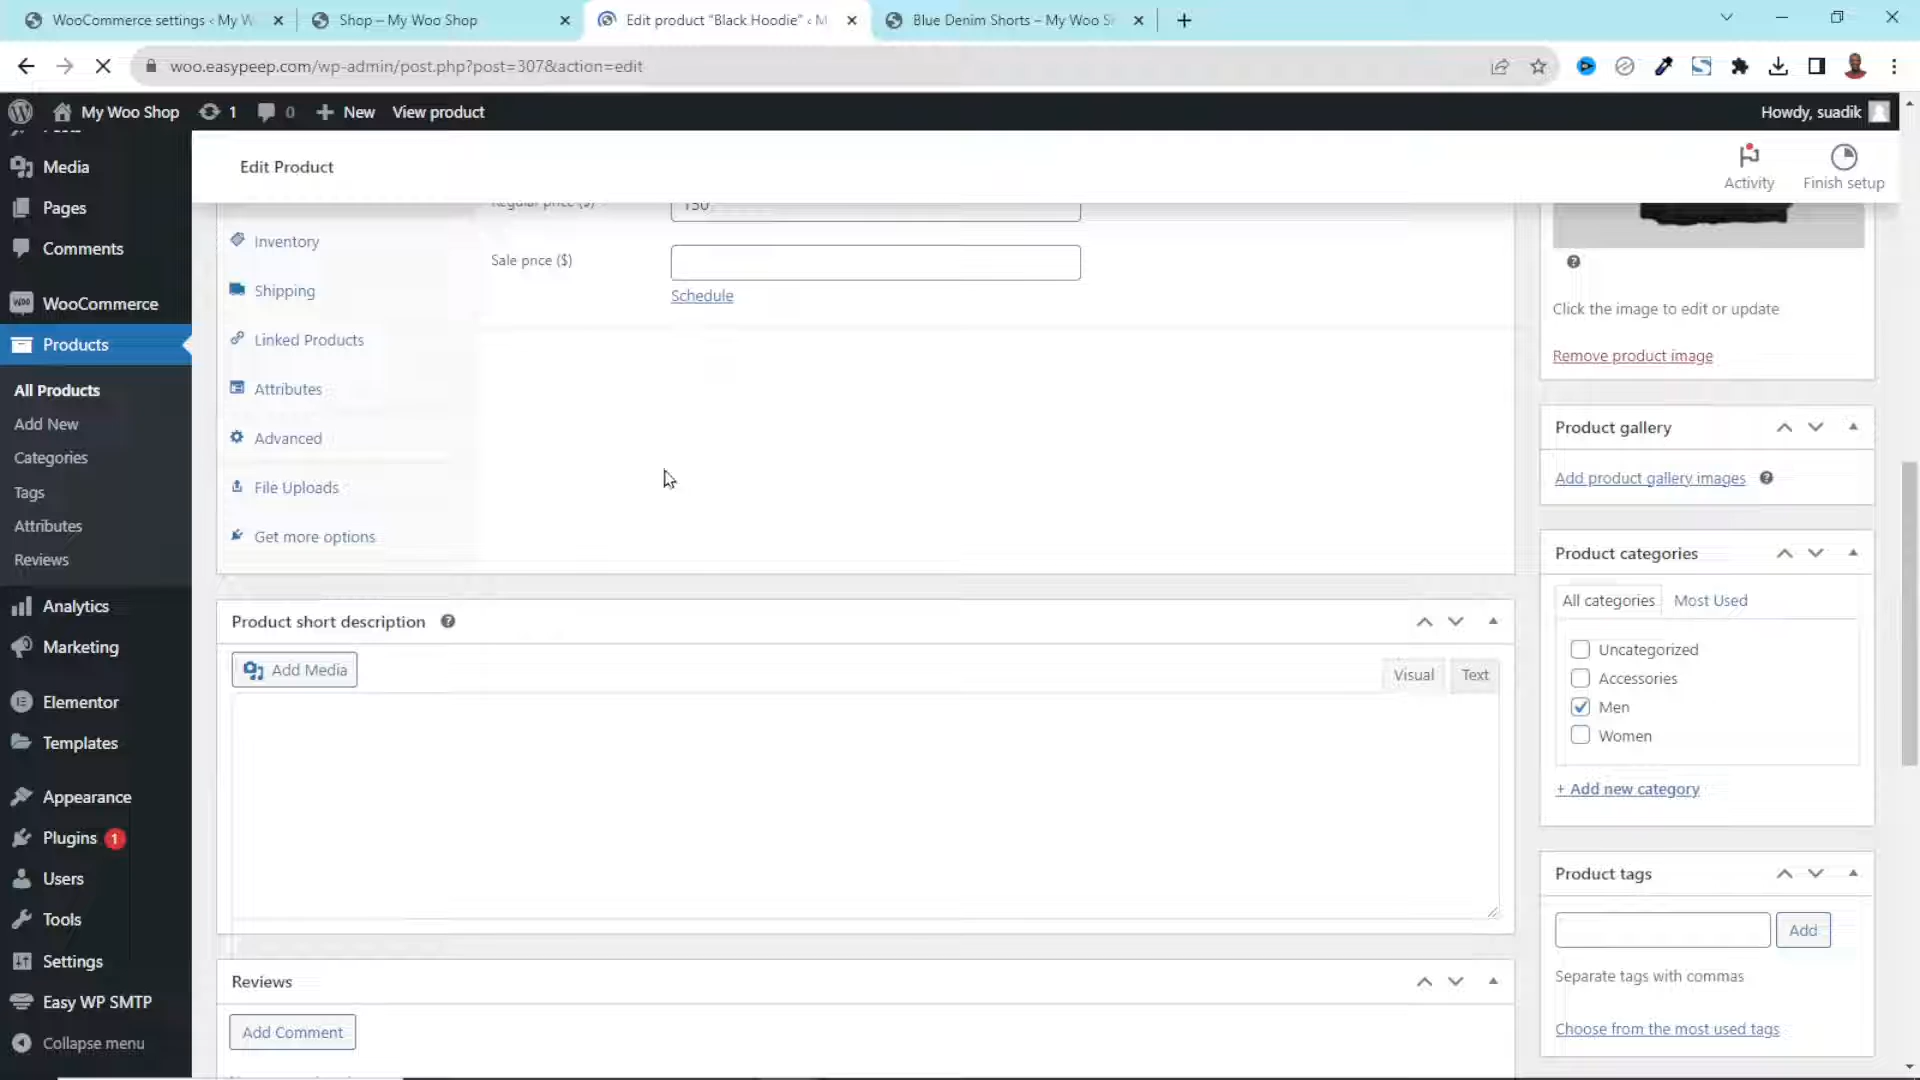 WooCommerce settings ‹ My W
Shop – My Woo Shop
Edit product “Black Hoodie” ‹ M
Blue Denim Shorts – My Woo S
woo.easypeep.com/wp-admin/post.php?post=307&action=edit
My Woo Shop
1
0
New
View product
Howdy, suadik
Edit Product
Activity
Finish setup
Media
Pages
Comments
WooCommerce
Products
All Products
Add New
Categories
Tags
Attributes
Reviews
Analytics
Marketing
Elementor
Templates
Appearance
Plugins 1
Users
Tools
Settings
Easy WP SMTP
Collapse menu
Regular price ($)
150
Inventory
Sale price ($)
Schedule
Shipping
Linked Products
Attributes
Advanced
File Uploads
Get more options
Product short description
Add Media
Visual
Text
Reviews
Add Comment
Click the image to edit or update
Remove product image
Product gallery
Add product gallery images
Product categories
All categories
Most Used
Uncategorized
Accessories
Men
Women
+ Add new category
Product tags
Add
Separate tags with commas
Choose from the most used tags